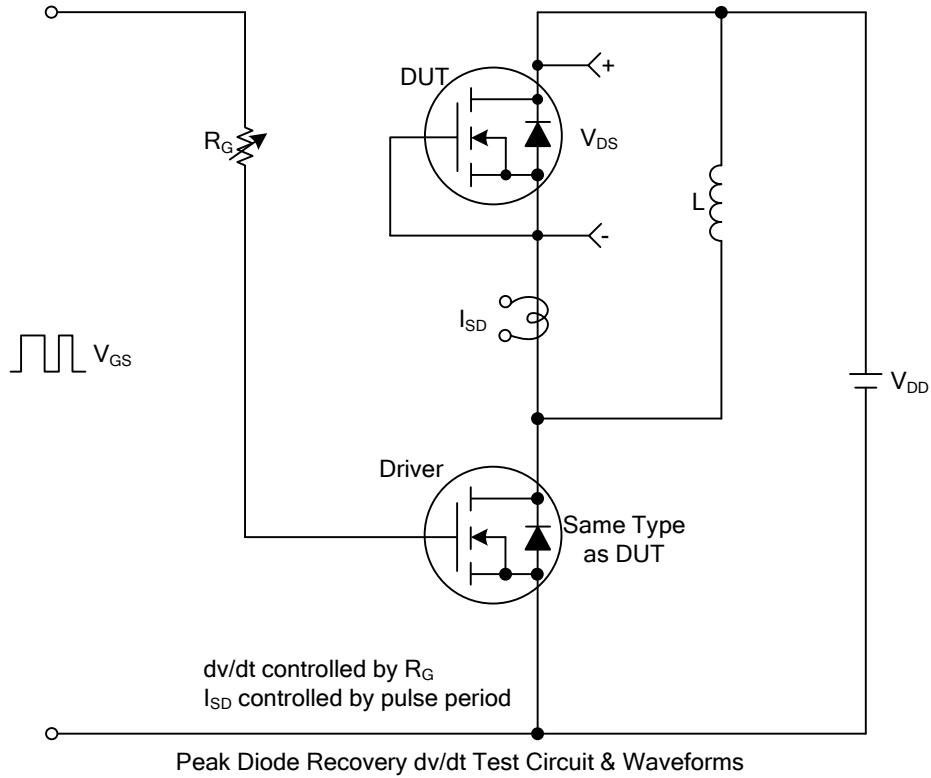 DUT
+
R_G
V_DS
L
-
I_SD
V_GS
V_DD
Driver
Same Type
as DUT
dv/dt controlled by R_G
I_SD controlled by pulse period
Peak Diode Recovery dv/dt Test Circuit & Waveforms